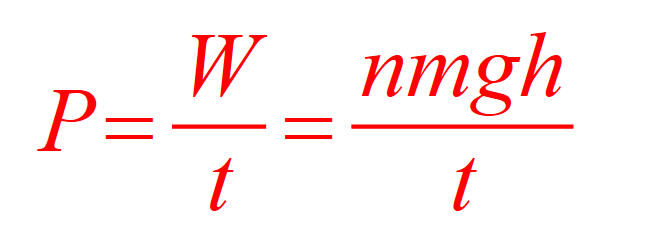 P = W/t = nmgh/t